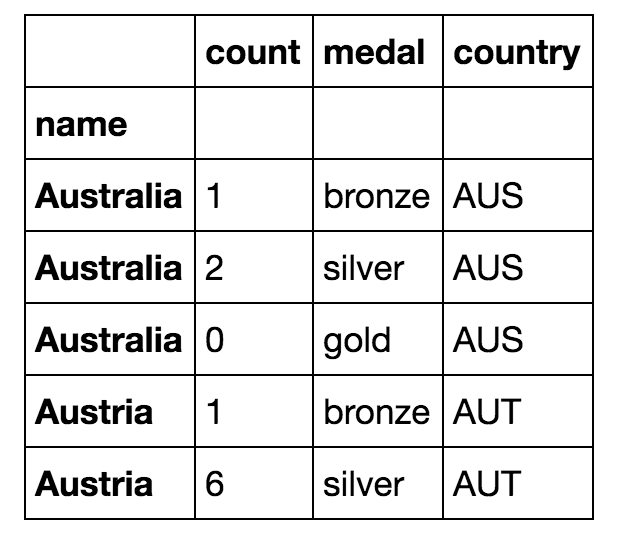 count medal country
name
Australia 1 bronze AUS
Australia 2 silver AUS
Australia 0 gold AUS
Austria 1 bronze AUT
Austria 6 silver AUT